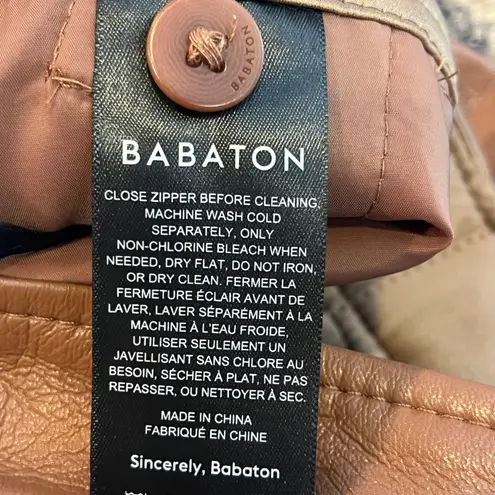 BABATON
BABATON
CLOSE ZIPPER BEFORE CLEANING,
MACHINE WASH COLD
SEPARATELY, ONLY
NON-CHLORINE BLEACH WHEN
NEEDED, DRY FLAT, DO NOT IRON,
OR DRY CLEAN. FERMER LA
FERMETURE ÉCLAIR AVANT DE
LAVER, LAVER SÉPARÉMENT À LA
MACHINE À L'EAU FROIDE,
UTILISER SEULEMENT UN
JAVELLISANT SANS CHLORE AU
BESOIN, SÉCHER À PLAT, NE PAS
REPASSER, OU NETTOYER À SEC.
MADE IN CHINA
FABRIQUÉ EN CHINE
Sincerely, Babaton